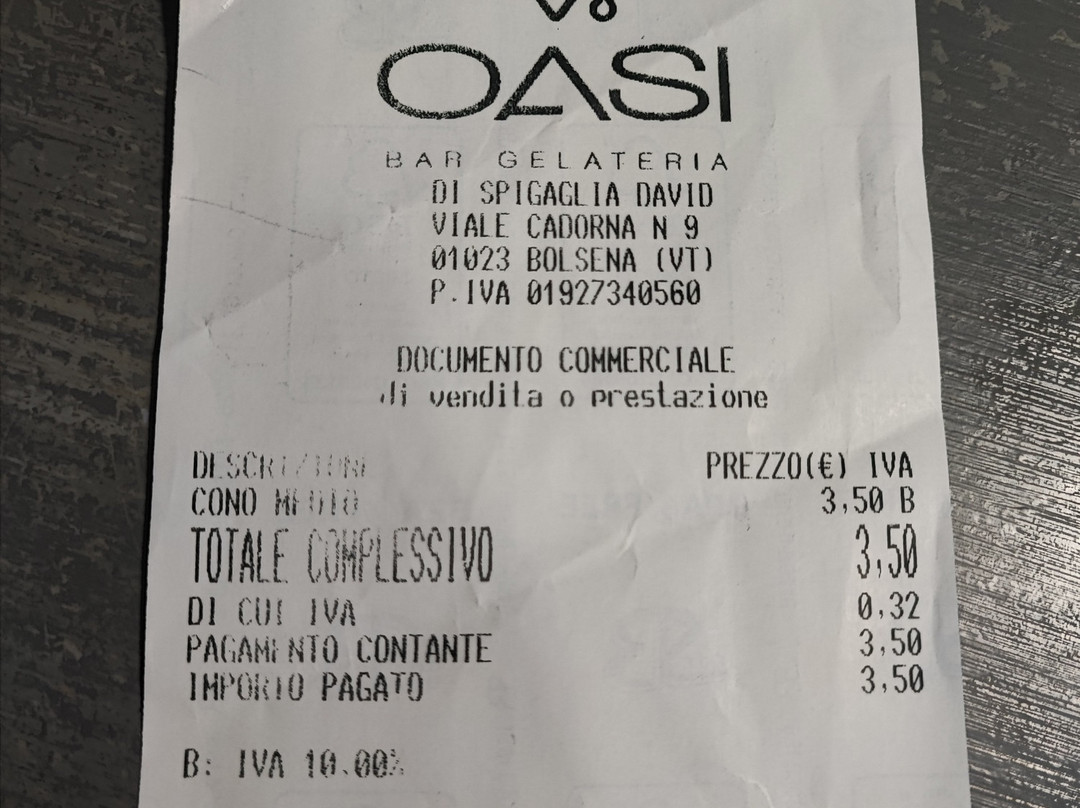 OASI
BAR GELATERIA
DI SPIGAGLIA DAVID
VIALE CADORNA N 9
01023 BOLSENA (VT)
P.IVA 01927340560
DOCUMENTO COMMERCIALE
di vendita o prestazione
DESCRIZIONE PREZZO(€) IVA
CONO MEDIO 3,50 B
TOTALE COMPLESSIVO 3,50
DI CUI IVA 0,32
PAGAMENTO CONTANTE 3,50
IMPORTO PAGATO 3,50
B: IVA 10.00%